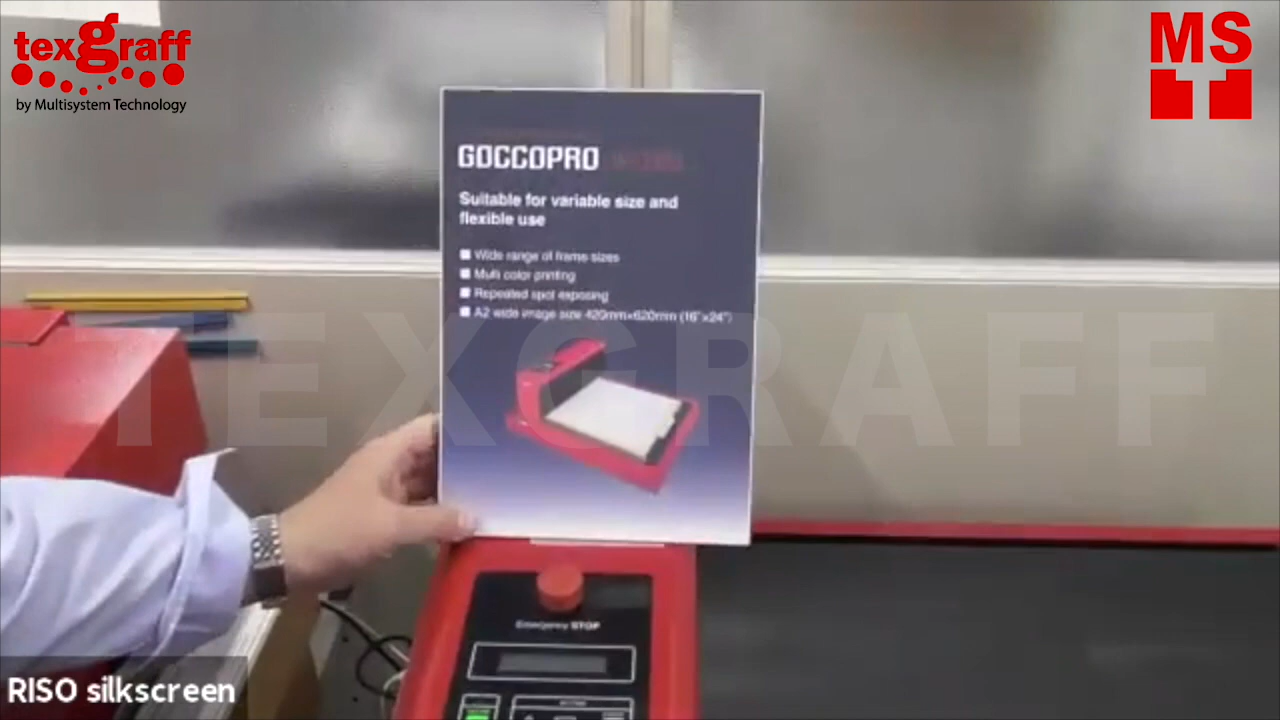 texgraff
by Multisystem Technology
MS
T
GOCCOPRO
Suitable for variable size and
flexible use
Wide range of frame sizes
Multi color printing
Repeated spot exposing
A2 wide image size 420mm×620mm (16"×24")
TEXGRAFF
Emergency STOP
RISO silkscreen